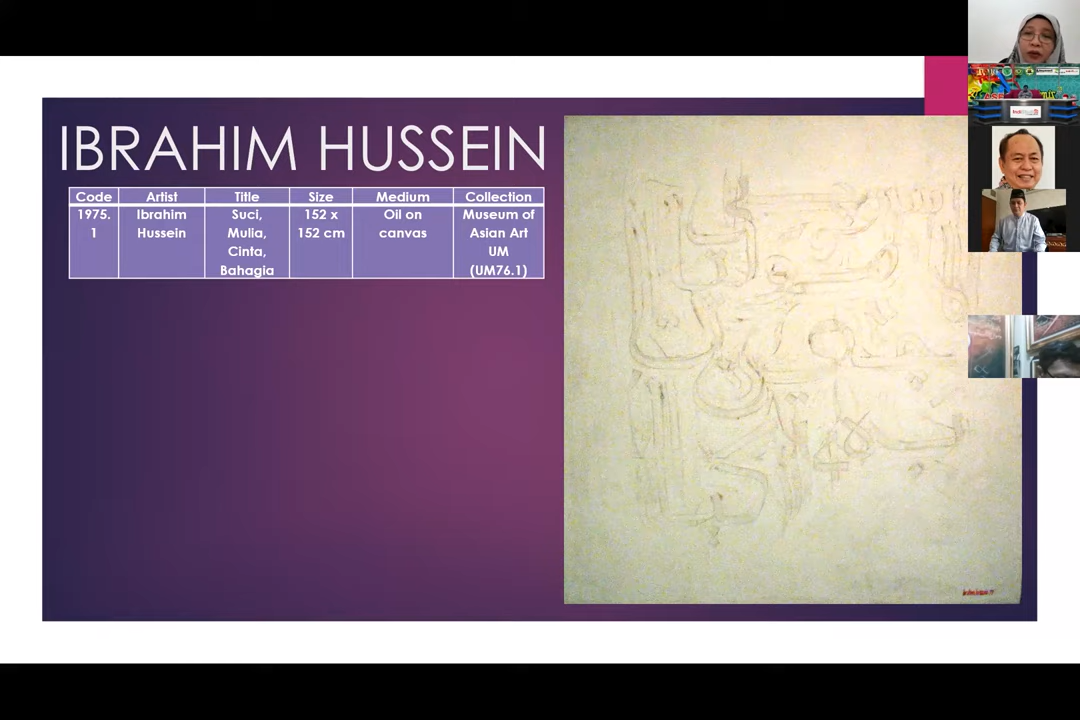 IBRAHIM HUSSEIN
Code Artist Title Size Medium Collection
1975. Ibrahim Suci, 152 x Oil on Museum of
1 Hussein Mulia, 152 cm canvas Asian Art
Cinta, UM
Bahagia (UM76.1)